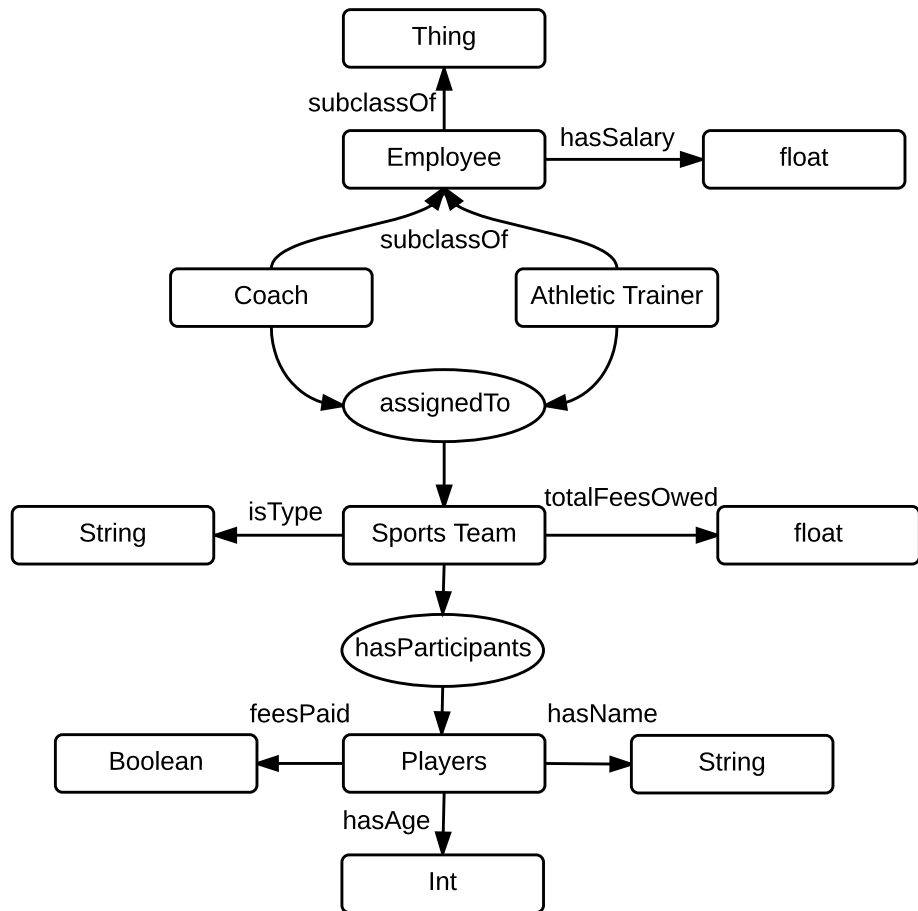 Thing
subclassOf
Employee
hasSalary
float
subclassOf
Coach
Athletic Trainer
assignedTo
String
isType
Sports Team
totalFeesOwed
float
hasParticipants
feesPaid
hasName
Boolean
Players
String
hasAge
Int